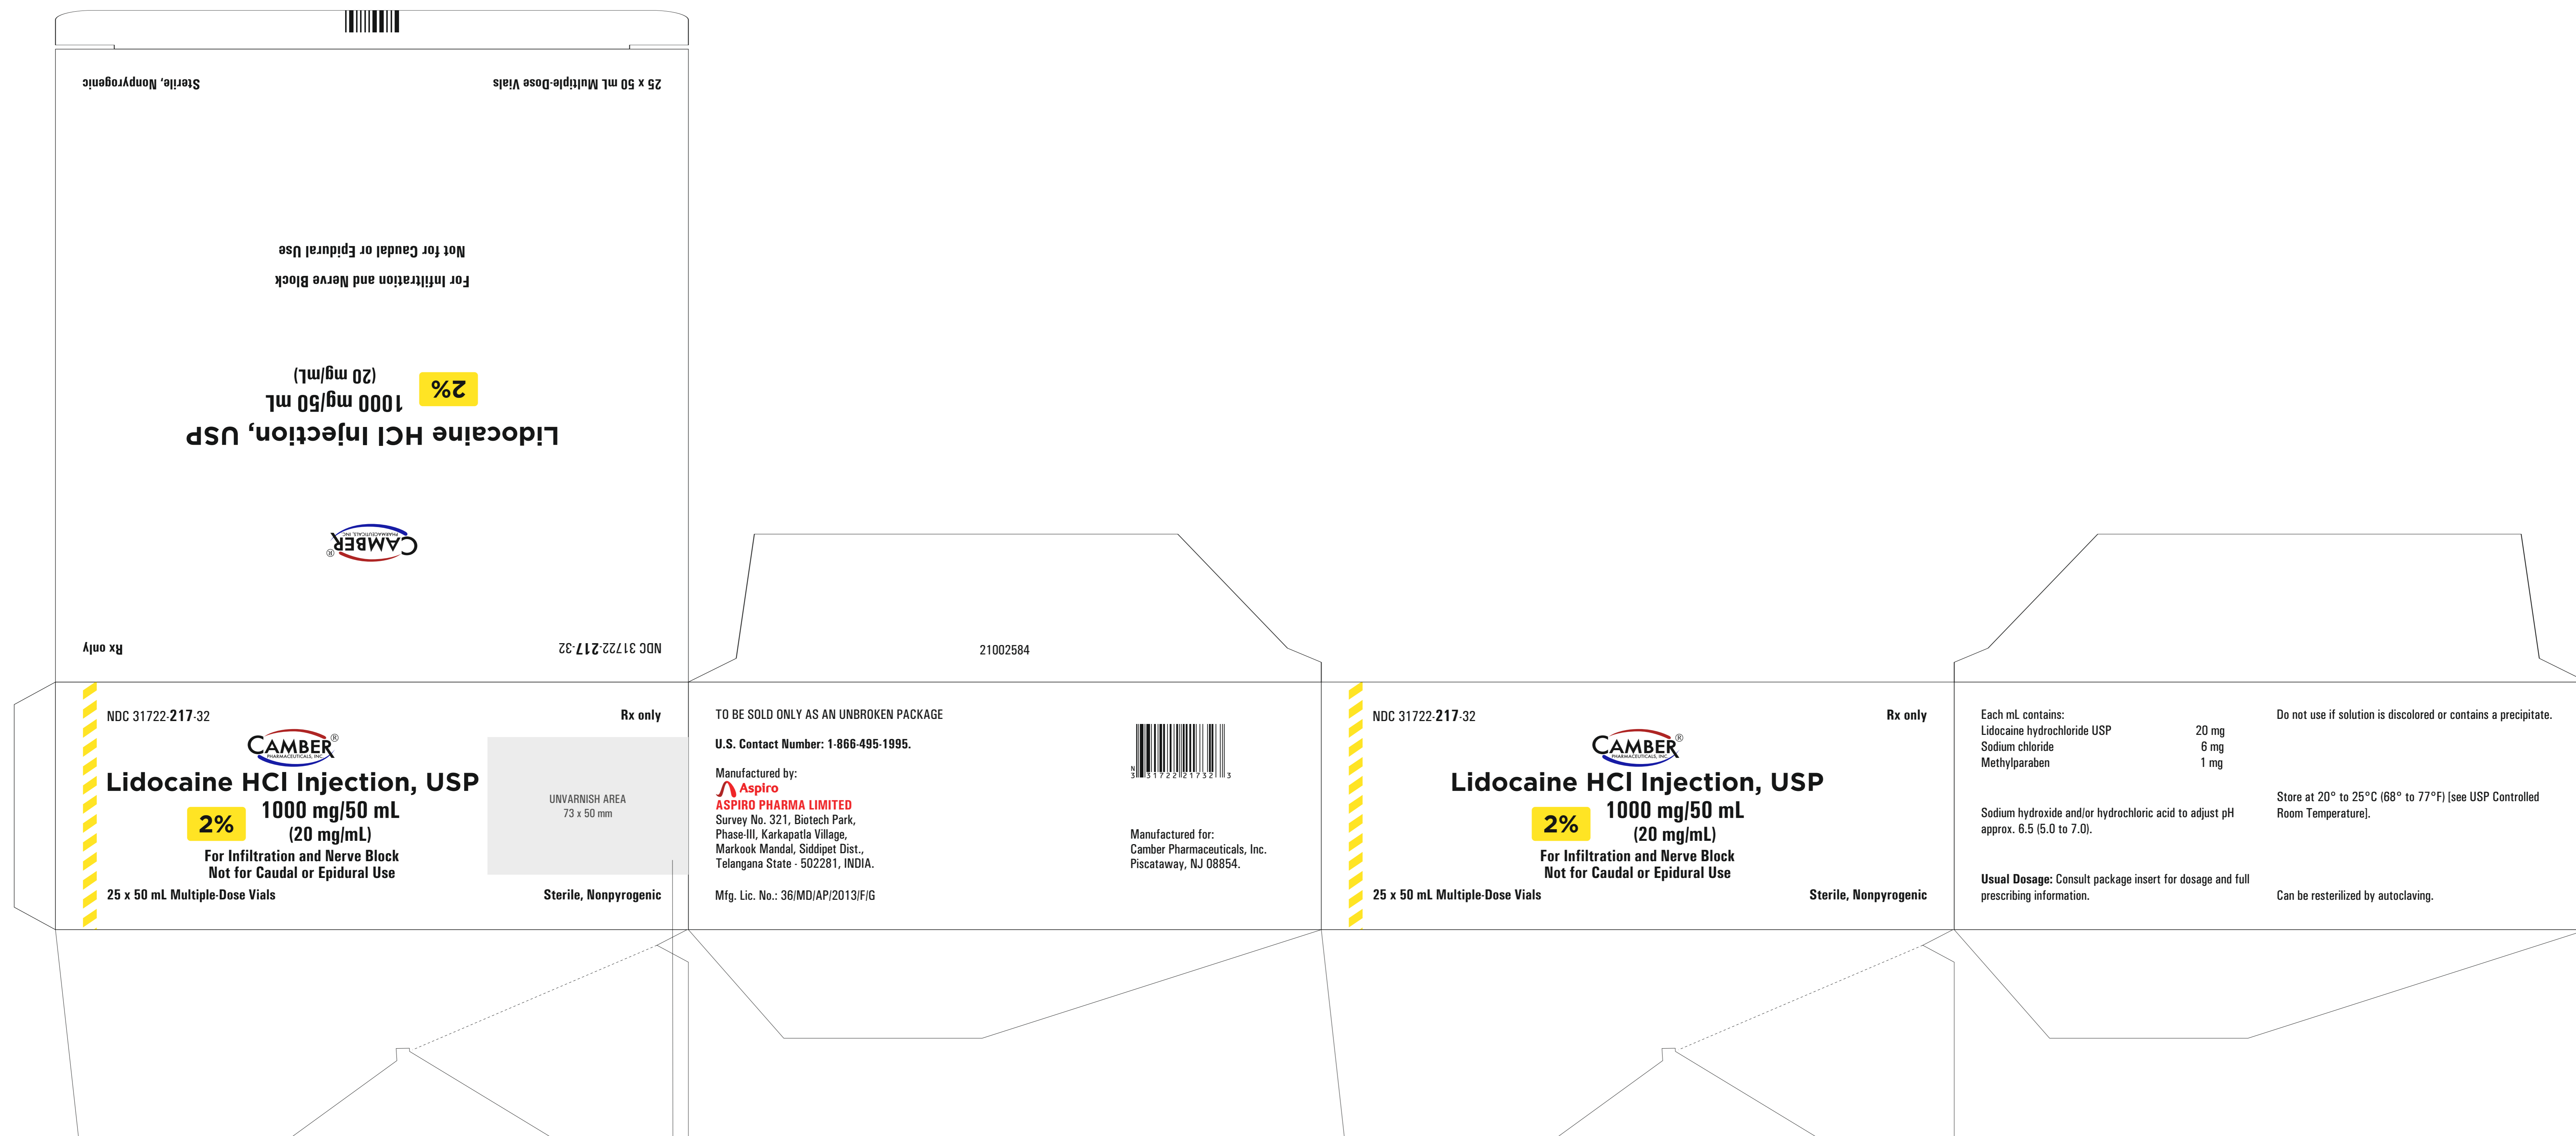 25 x 50 mL Multiple-Dose Vials
Sterile, Nonpyrogenic
Not for Caudal or Epidural Use
For Infiltration and Nerve Block
(20 mg/mL)
1000 mg/50 mL
2%
Lidocaine HCl Injection, USP
CAMBER®
PHARMACEUTICALS, INC.
NDC 31722-217-32
Rx only
21002584
NDC 31722-217-32
Rx only
CAMBER®
PHARMACEUTICALS, INC.
Lidocaine HCl Injection, USP
2%
1000 mg/50 mL
(20 mg/mL)
For Infiltration and Nerve Block
Not for Caudal or Epidural Use
25 x 50 mL Multiple-Dose Vials
Sterile, Nonpyrogenic
UNVARNISH AREA
73 x 50 mm
TO BE SOLD ONLY AS AN UNBROKEN PACKAGE
U.S. Contact Number: 1-866-495-1995.
Manufactured by:
Aspiro
ASPIRO PHARMA LIMITED
Survey No. 321, Biotech Park,
Phase-III, Karkapatla Village,
Markook Mandal, Siddipet Dist.,
Telangana State - 502281, INDIA.
Mfg. Lic. No.: 36/MD/AP/2013/F/G
N
3 31722 21732 3
Manufactured for:
Camber Pharmaceuticals, Inc.
Piscataway, NJ 08854.
NDC 31722-217-32
Rx only
CAMBER®
PHARMACEUTICALS, INC.
Lidocaine HCl Injection, USP
2%
1000 mg/50 mL
(20 mg/mL)
For Infiltration and Nerve Block
Not for Caudal or Epidural Use
25 x 50 mL Multiple-Dose Vials
Sterile, Nonpyrogenic
Each mL contains:
Lidocaine hydrochloride USP 20 mg
Sodium chloride 6 mg
Methylparaben 1 mg
Sodium hydroxide and/or hydrochloric acid to adjust pH
approx. 6.5 (5.0 to 7.0).
Usual Dosage: Consult package insert for dosage and full
prescribing information.
Do not use if solution is discolored or contains a precipitate.
Store at 20° to 25°C (68° to 77°F) [see USP Controlled
Room Temperature].
Can be resterilized by autoclaving.